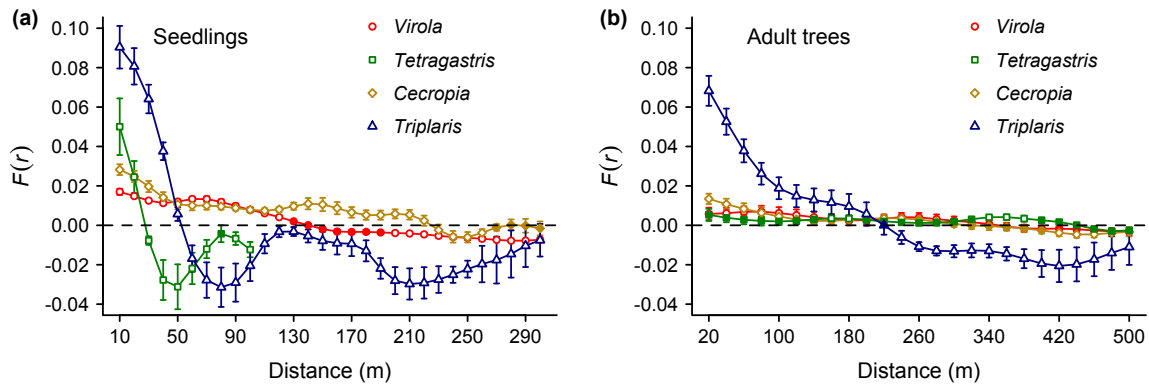 (a)
Seedlings
Virola
Tetragastris
Cecropia
Triplaris
0.10
0.08
0.06
0.04
0.02
0.00
-0.02
-0.04
F(r)
10 50 90 130 170 210 250 290
Distance (m)
(b)
Adult trees
Virola
Tetragastris
Cecropia
Triplaris
0.10
0.08
0.06
0.04
0.02
0.00
-0.02
-0.04
F(r)
20 100 180 260 340 420 500
Distance (m)